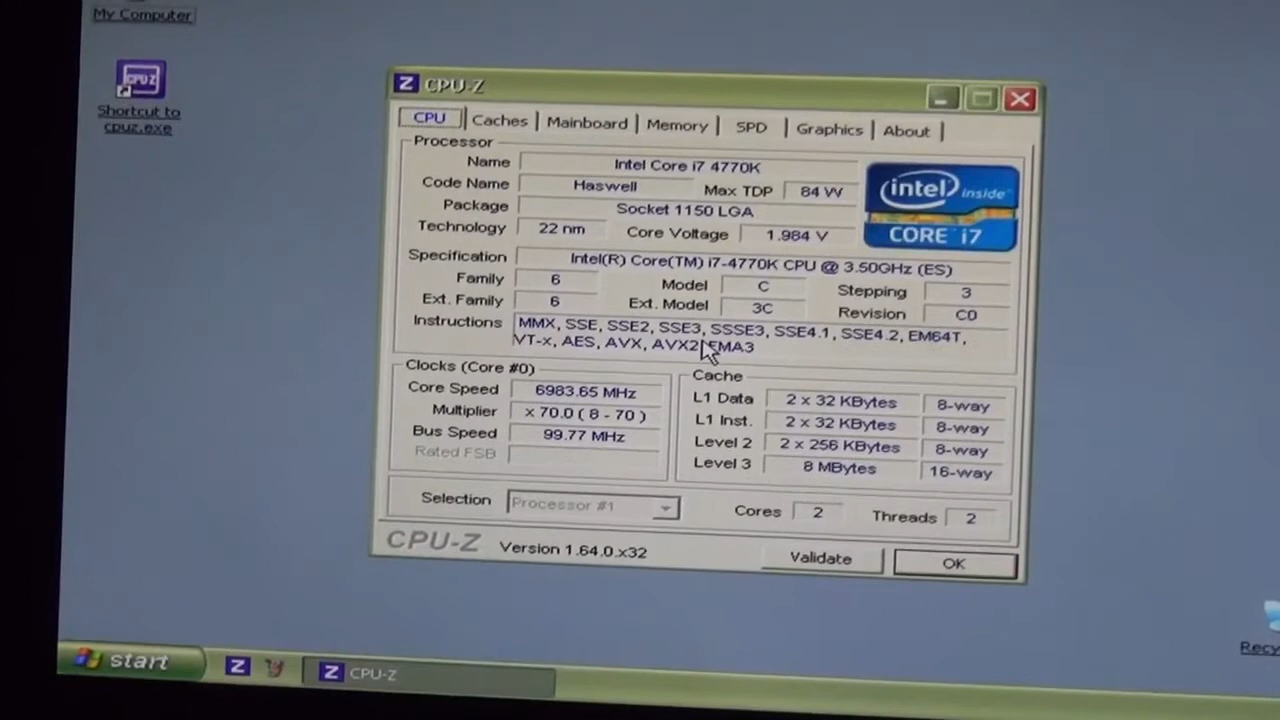 My Computer
CPU-Z
Shortcut to
cpuz.exe
Z CPU-Z
CPU Caches Mainboard Memory SPD Graphics About
Processor
Name Intel Core i7 4770K
Code Name Haswell Max TDP 84 W
Package Socket 1150 LGA
Technology 22 nm Core Voltage 1.984 V
intel inside
CORE i7
Specification Intel(R) Core(TM) i7-4770K CPU @ 3.50GHz (ES)
Family 6 Model C Stepping 3
Ext. Family 6 Ext. Model 3C Revision C0
Instructions MMX, SSE, SSE2, SSE3, SSSE3, SSE4.1, SSE4.2, EM64T,
VT-x, AES, AVX, AVX2, FMA3
Clocks (Core #0)
Core Speed 6983.65 MHz
Multiplier x 70.0 ( 8 - 70 )
Bus Speed 99.77 MHz
Rated FSB
Cache
L1 Data 2 x 32 KBytes 8-way
L1 Inst. 2 x 32 KBytes 8-way
Level 2 2 x 256 KBytes 8-way
Level 3 8 MBytes 16-way
Selection Processor #1 Cores 2 Threads 2
CPU-Z Version 1.64.0.x32 Validate OK
Recy
start Z Z CPU-Z